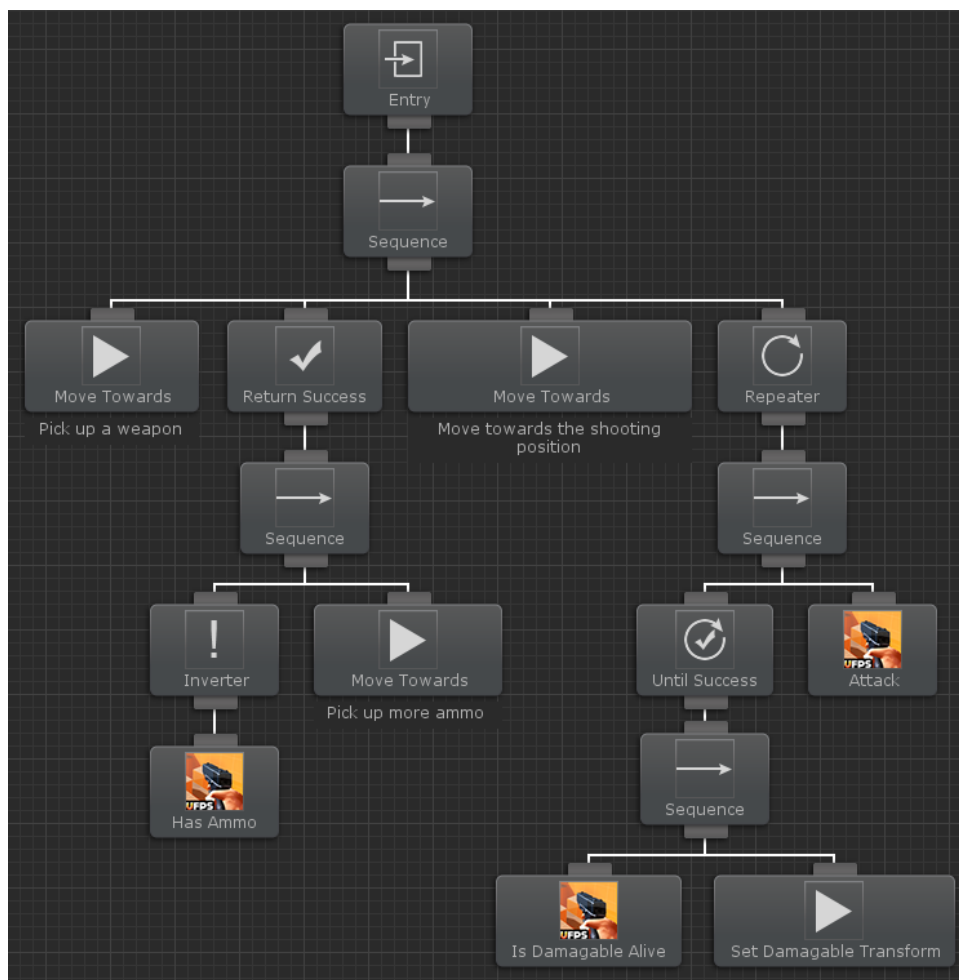 Entry
Sequence
Move Towards
Return Success
Move Towards
Repeater
Pick up a weapon
Move towards the shooting
position
Sequence
Sequence
!
Inverter
Move Towards
Until Success
UFPS
Attack
Pick up more ammo
UFPS
Has Ammo
Sequence
UFPS
Is Damagable Alive
Set Damagable Transform